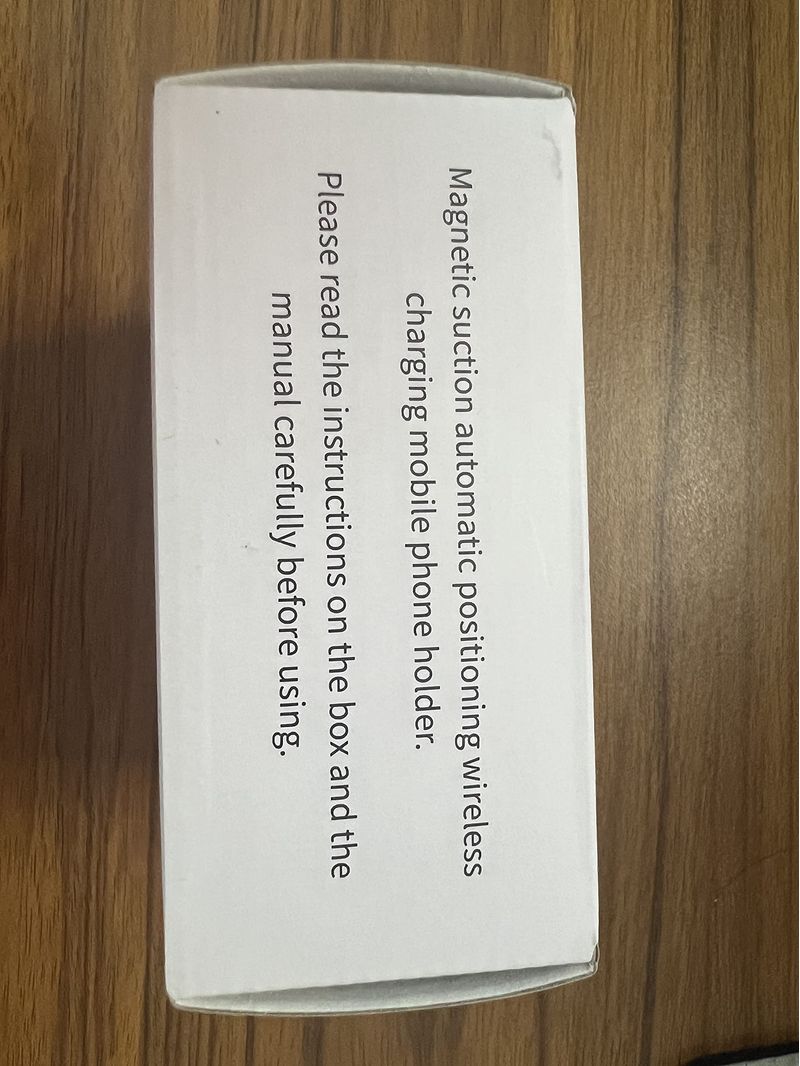 Magnetic suction automatic positioning wireless
charging mobile phone holder.
Please read the instructions on the box and the
manual carefully before using.